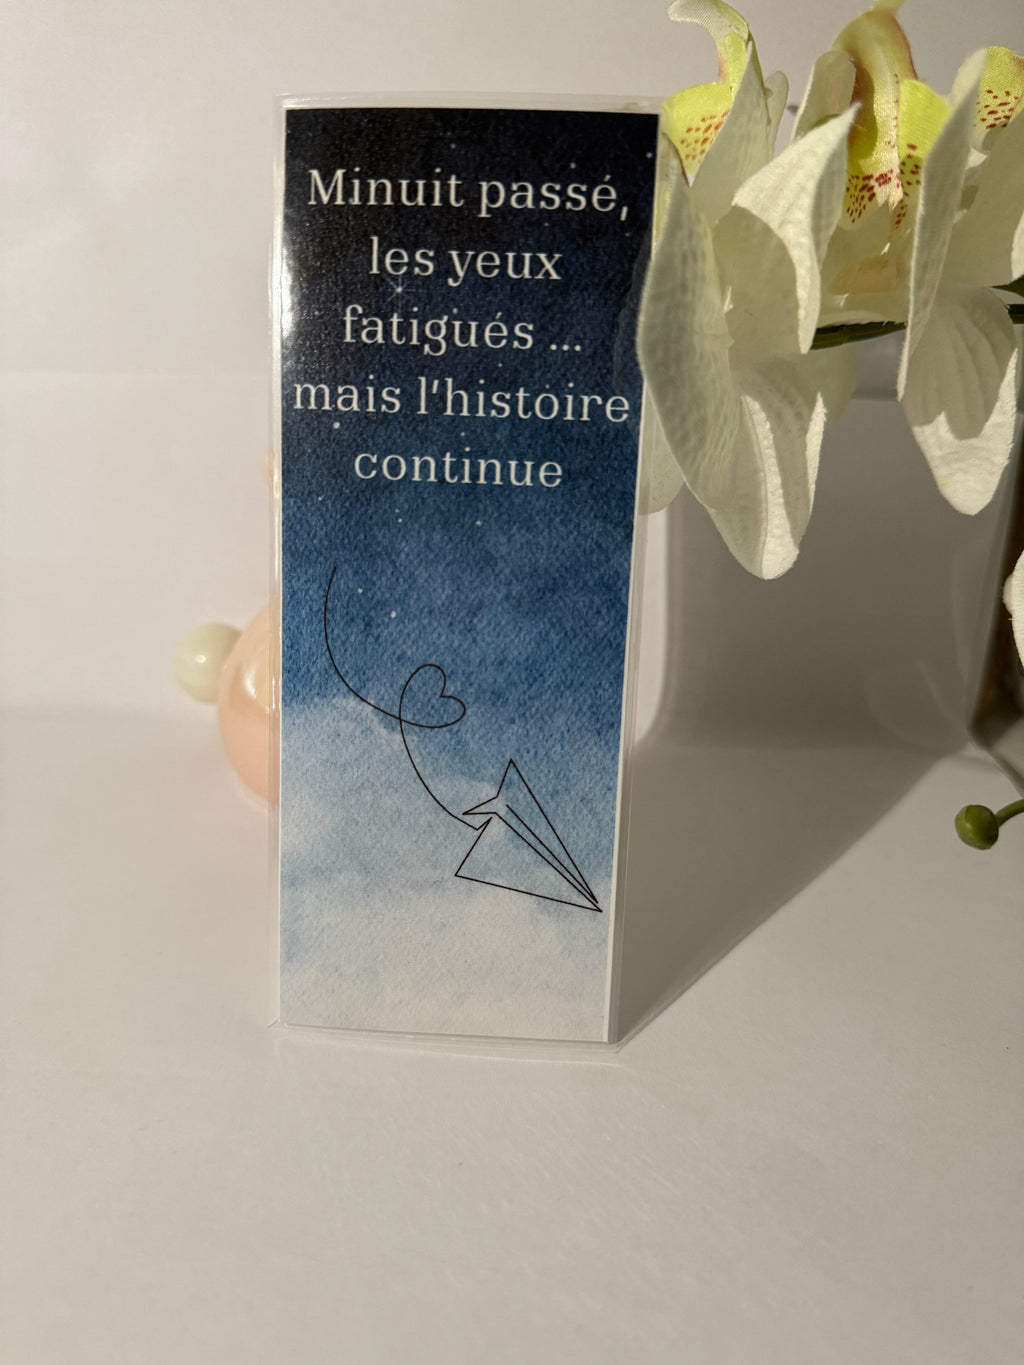 Minuit passé,
les yeux
fatigués ...
mais l'histoire
continue